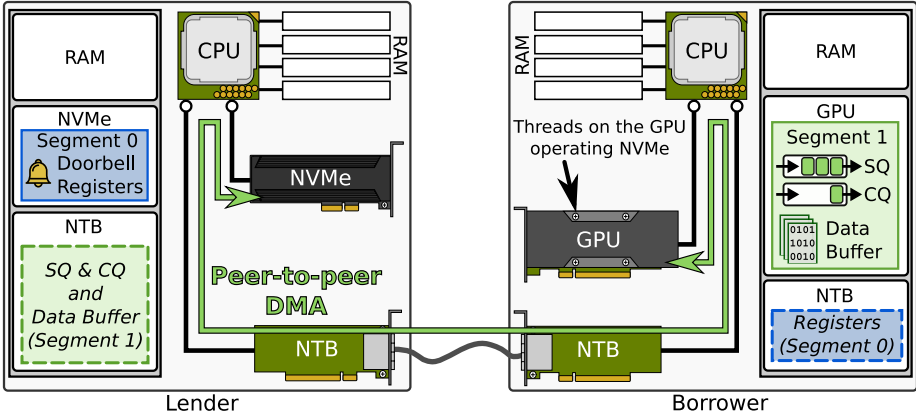 RAM
NVMe
Segment 0
Doorbell
Registers
NTB
SQ & CQ
and
Data Buffer
(Segment 1)
CPU
RAM
NVMe
Peer-to-peer
DMA
NTB
Lender
RAM
CPU
Threads on the GPU
operating NVMe
GPU
NTB
RAM
GPU
Segment 1
SQ
CQ
0101
1010
0010
Data
Buffer
NTB
Registers
(Segment 0)
Borrower